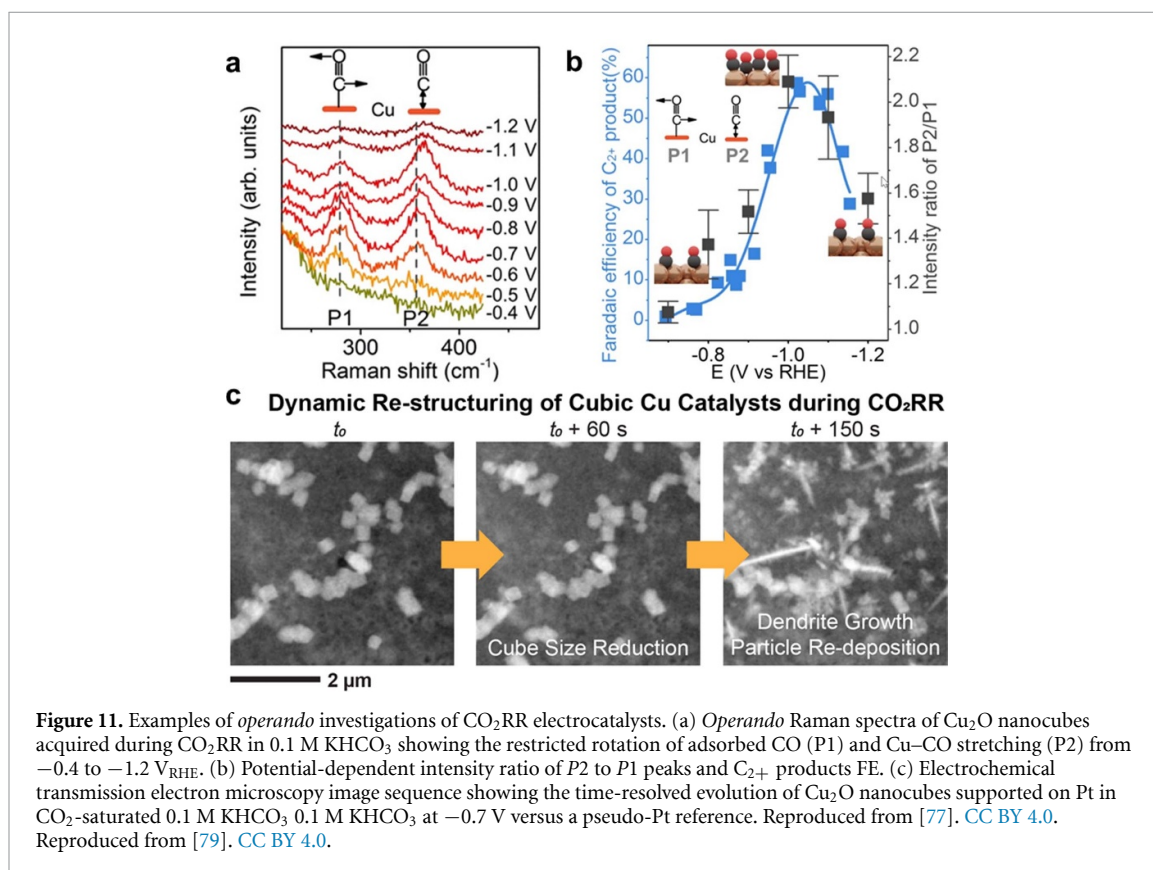 a
O
C
Cu
O
C
-1.2 V
-1.1 V
-1.0 V
-0.9 V
-0.8 V
-0.7 V
-0.6 V
-0.5 V
-0.4 V
P1
P2
300
400
Raman shift (cm⁻¹)
Intensity (arb. units)
b
Faradaic efficiency of C₂₊ product(%)
60
50
40
30
20
10
0
O
C
Cu
O
C
P1
P2
2.2
2.0
1.8
1.6
1.4
1.2
1.0
Intensity ratio of P2/P1
-0.8
-1.0
-1.2
E (V vs RHE)
c Dynamic Re-structuring of Cubic Cu Catalysts during CO₂RR
t₀
t₀ + 60 s
t₀ + 150 s
Cube Size Reduction
Dendrite Growth
Particle Re-deposition
2 µm
Figure 11. Examples of operando investigations of CO₂RR electrocatalysts. (a) Operando Raman spectra of Cu₂O nanocubes
acquired during CO₂RR in 0.1 M KHCO₃ showing the restricted rotation of adsorbed CO (P1) and Cu–CO stretching (P2) from
−0.4 to −1.2 V_RHE. (b) Potential-dependent intensity ratio of P2 to P1 peaks and C₂₊ products FE. (c) Electrochemical
transmission electron microscopy image sequence showing the time-resolved evolution of Cu₂O nanocubes supported on Pt in
CO₂-saturated 0.1 M KHCO₃ 0.1 M KHCO₃ at −0.7 V versus a pseudo-Pt reference. Reproduced from [77]. CC BY 4.0.
Reproduced from [79]. CC BY 4.0.